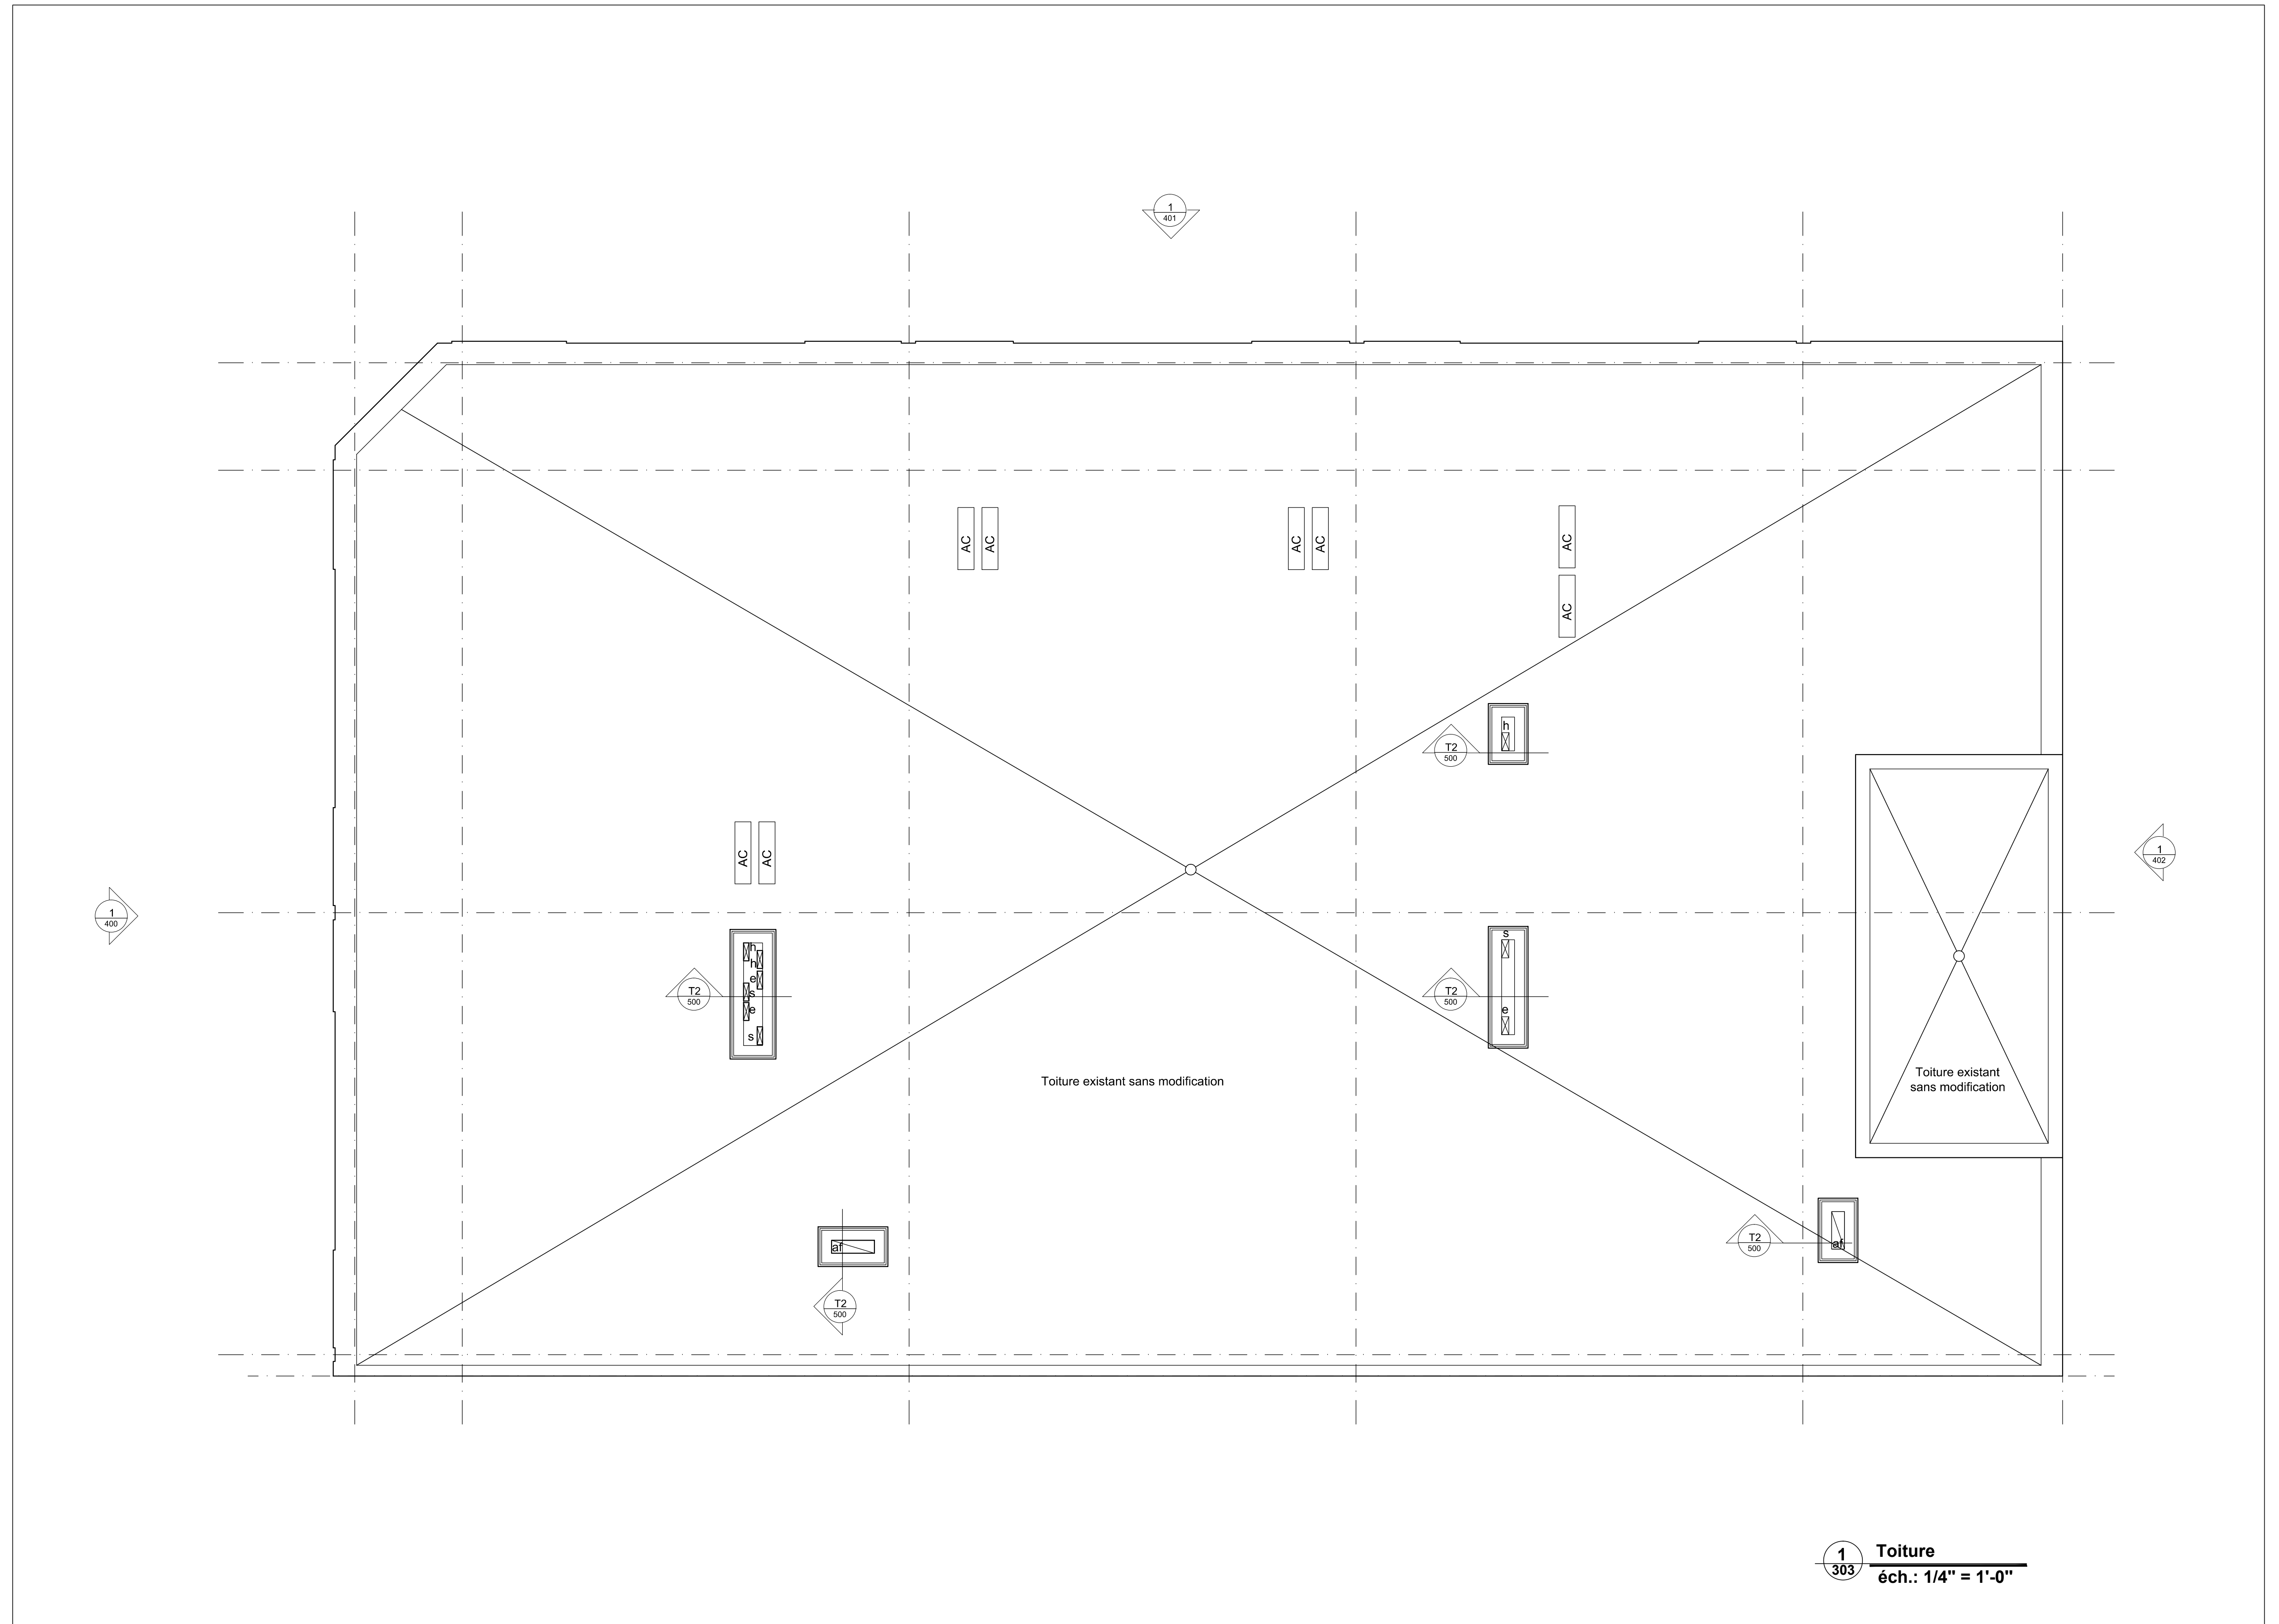 1
401
AC
AC
AC
AC
AC
AC
h
T2
500
AC
AC
1
402
1
400
h
h
e
s
e
s
T2
500
s
e
T2
500
Toiture existant sans modification
Toiture existant
sans modification
af
T2
500
af
T2
500
1
303
Toiture
éch.: 1/4" = 1'-0"